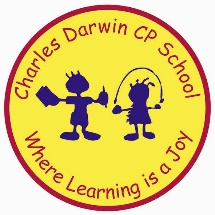 Charles Darwin CP School
Where Learning is a Joy